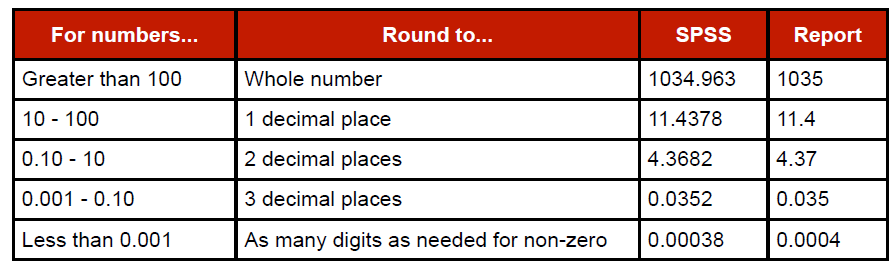 For numbers... Round to... SPSS Report
Greater than 100 Whole number 1034.963 1035
10 - 100 1 decimal place 11.4378 11.4
0.10 - 10 2 decimal places 4.3682 4.37
0.001 - 0.10 3 decimal places 0.0352 0.035
Less than 0.001 As many digits as needed for non-zero 0.00038 0.0004